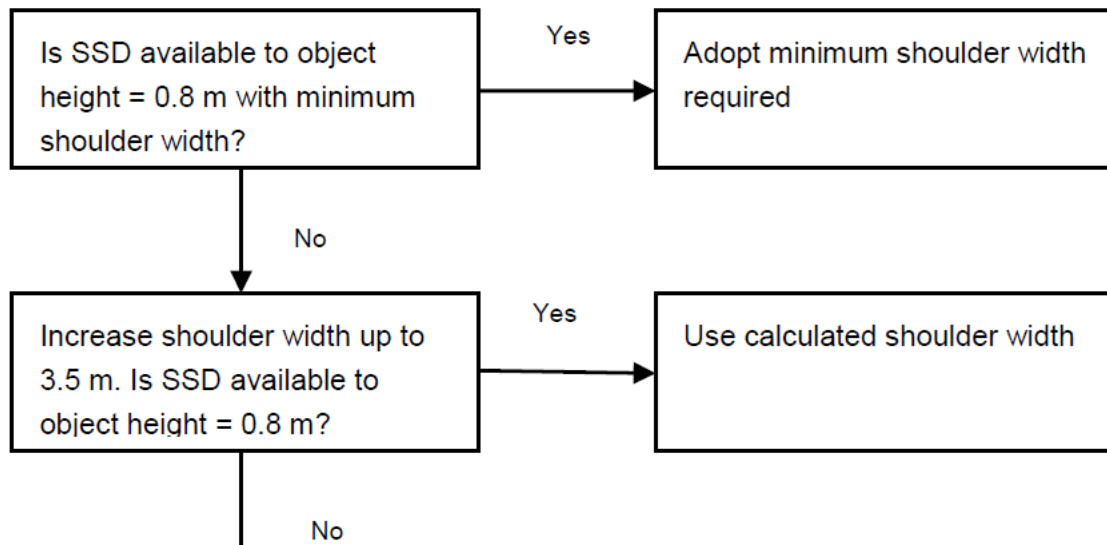 Is SSD available to object
height = 0.8 m with minimum
shoulder width?
Yes
Adopt minimum shoulder width
required
No
Increase shoulder width up to
3.5 m. Is SSD available to
object height = 0.8 m?
Yes
Use calculated shoulder width
No